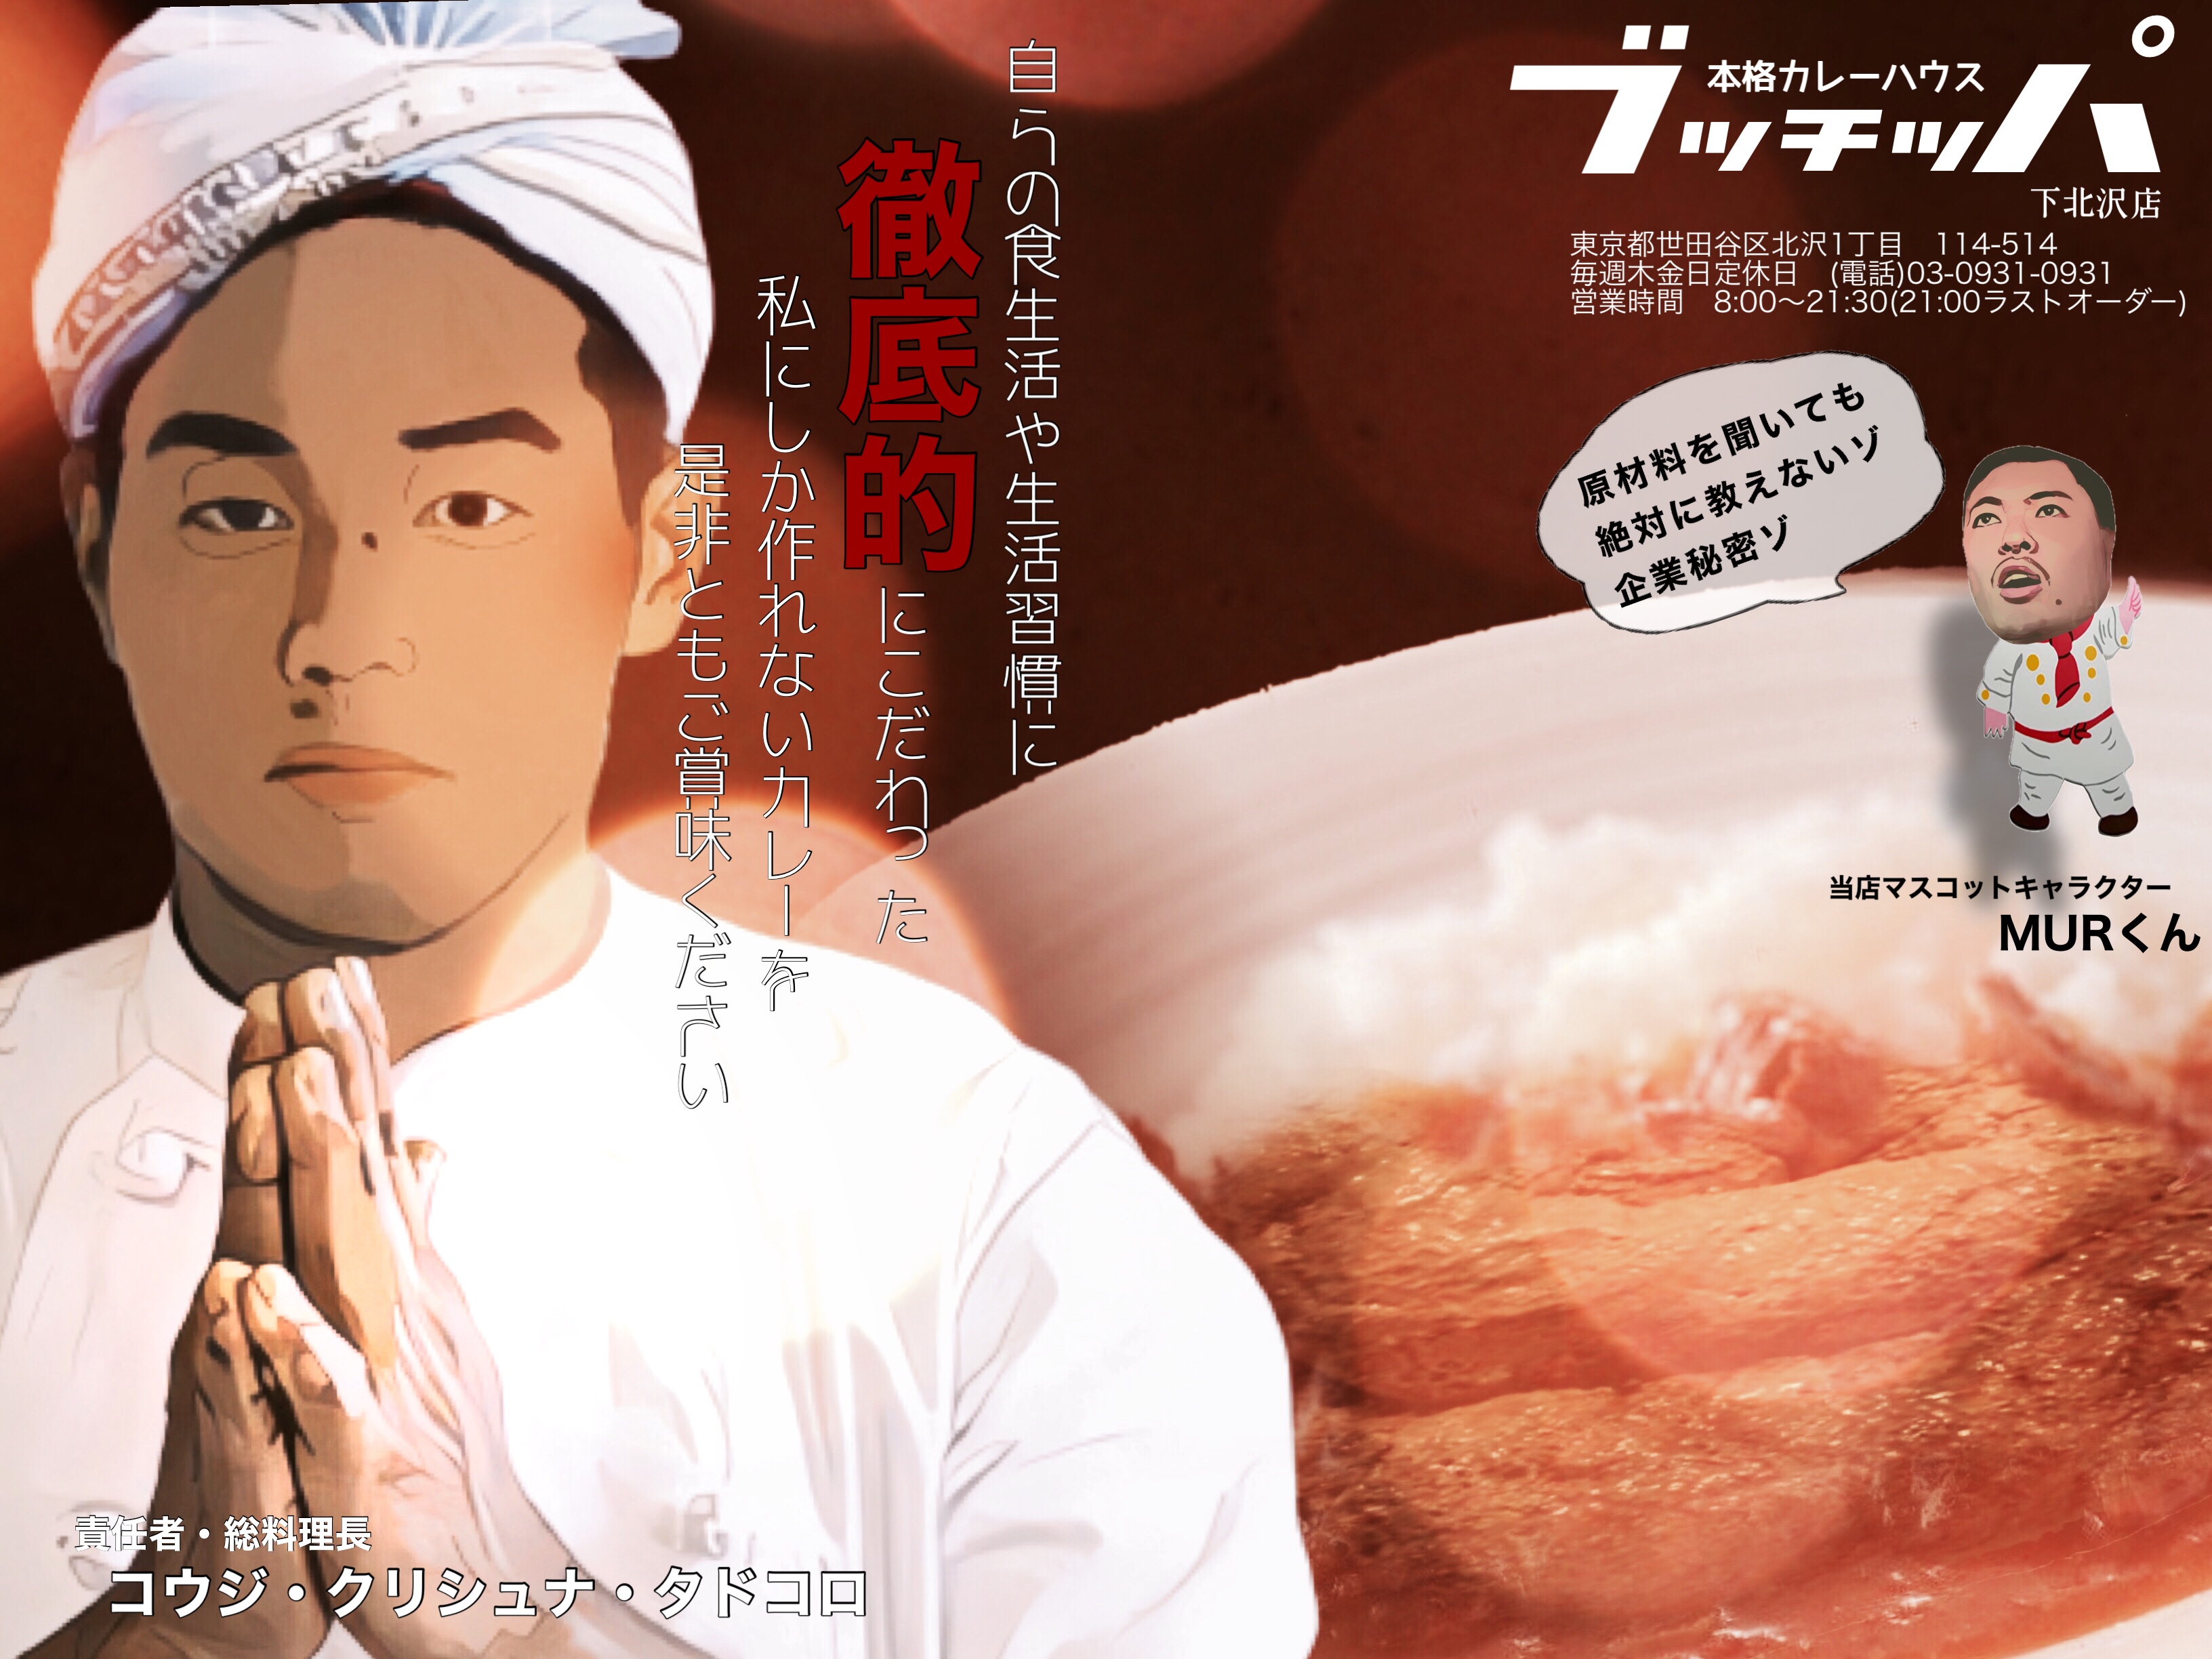 本格カレーハウス
ブッチッパ
下北沢店
東京都世田谷区北沢1丁目　114-514
毎週木金日定休日　(電話)03-0931-0931
営業時間　8:00〜21:30(21:00ラストオーダー)
自らの食生活や生活習慣に
徹底的にこだわった
私にしか作れないカレーを
是非ともご賞味ください
原材料を聞いても
絶対に教えないゾ
企業秘密ゾ
当店マスコットキャラクター
MURくん
責任者・総料理長
コウジ・クリシュナ・タドコロ